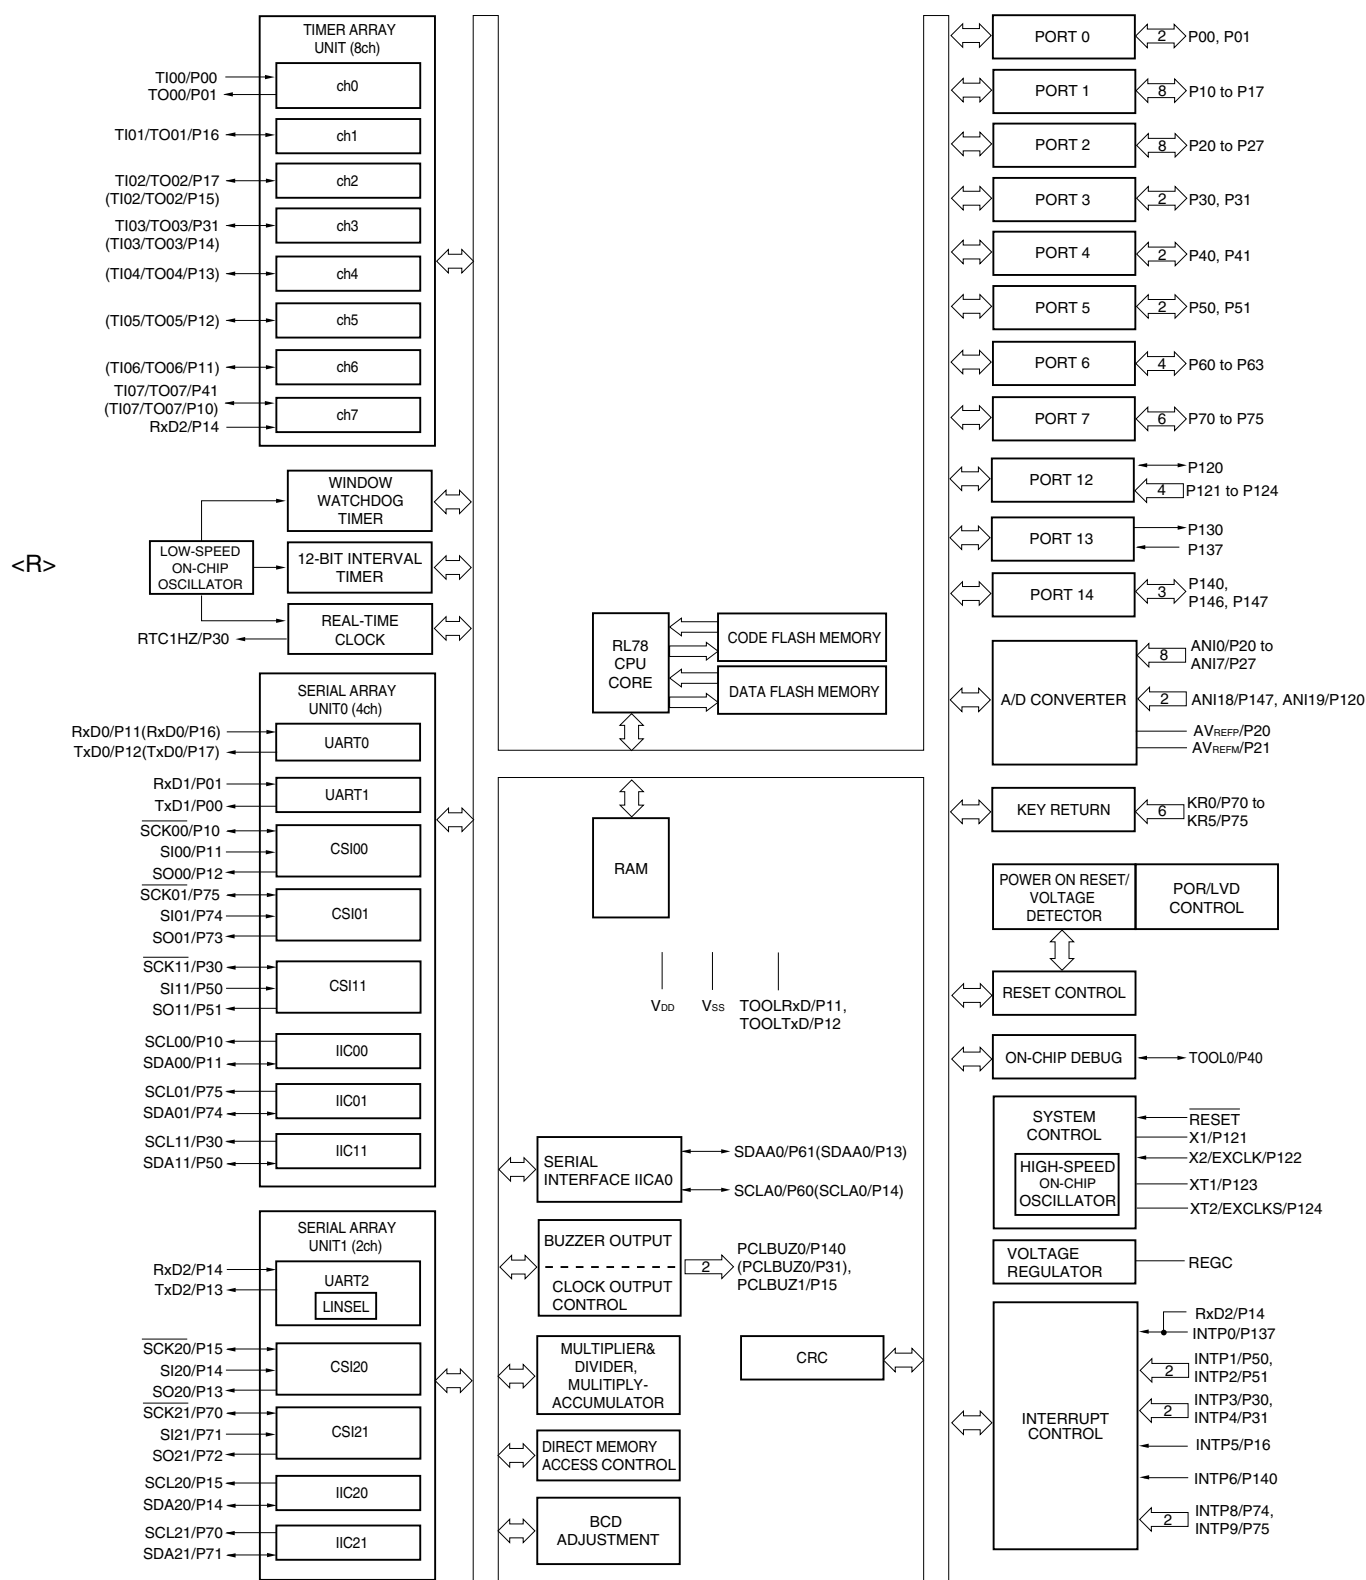 TIMER ARRAY
UNIT (8ch)
TI00/P00
TO00/P01
ch0
TI01/TO01/P16
ch1
TI02/TO02/P17
(TI02/TO02/P15)
ch2
TI03/TO03/P31
(TI03/TO03/P14)
ch3
(TI04/TO04/P13)
ch4
(TI05/TO05/P12)
ch5
(TI06/TO06/P11)
ch6
TI07/TO07/P41
(TI07/TO07/P10)
RxD2/P14
ch7
WINDOW
WATCHDOG
TIMER
<R>
LOW-SPEED
ON-CHIP
OSCILLATOR
12-BIT INTERVAL
TIMER
REAL-TIME
CLOCK
RTC1HZ/P30
SERIAL ARRAY
UNIT0 (4ch)
RxD0/P11(RxD0/P16)
TxD0/P12(TxD0/P17)
UART0
RxD1/P01
TxD1/P00
UART1
SCK00/P10
SI00/P11
SO00/P12
CSI00
SCK01/P75
SI01/P74
SO01/P73
CSI01
SCK11/P30
SI11/P50
SO11/P51
CSI11
SCL00/P10
SDA00/P11
IIC00
SCL01/P75
SDA01/P74
IIC01
SCL11/P30
SDA11/P50
IIC11
SERIAL ARRAY
UNIT1 (2ch)
RxD2/P14
TxD2/P13
UART2
LINSEL
SCK20/P15
SI20/P14
SO20/P13
CSI20
SCK21/P70
SI21/P71
SO21/P72
CSI21
SCL20/P15
SDA20/P14
IIC20
SCL21/P70
SDA21/P71
IIC21
RL78
CPU
CORE
CODE FLASH MEMORY
DATA FLASH MEMORY
RAM
VDD
VSS
TOOLRxD/P11,
TOOLTxD/P12
SERIAL
INTERFACE IICA0
SDAA0/P61(SDAA0/P13)
SCLA0/P60(SCLA0/P14)
BUZZER OUTPUT
CLOCK OUTPUT
CONTROL
2
PCLBUZ0/P140
(PCLBUZ0/P31),
PCLBUZ1/P15
MULTIPLIER&
DIVIDER,
MULITIPLY-
ACCUMULATOR
CRC
DIRECT MEMORY
ACCESS CONTROL
BCD
ADJUSTMENT
PORT 0
2
P00, P01
PORT 1
8
P10 to P17
PORT 2
8
P20 to P27
PORT 3
2
P30, P31
PORT 4
2
P40, P41
PORT 5
2
P50, P51
PORT 6
4
P60 to P63
PORT 7
6
P70 to P75
PORT 12
P120
4
P121 to P124
PORT 13
P130
P137
PORT 14
3
P140,
P146, P147
A/D CONVERTER
8
ANI0/P20 to
ANI7/P27
2
ANI18/P147, ANI19/P120
AVREFP/P20
AVREFM/P21
KEY RETURN
6
KR0/P70 to
KR5/P75
POWER ON RESET/
VOLTAGE
DETECTOR
POR/LVD
CONTROL
RESET CONTROL
ON-CHIP DEBUG
TOOL0/P40
SYSTEM
CONTROL
HIGH-SPEED
ON-CHIP
OSCILLATOR
RESET
X1/P121
X2/EXCLK/P122
XT1/P123
XT2/EXCLKS/P124
VOLTAGE
REGULATOR
REGC
INTERRUPT
CONTROL
RxD2/P14
INTP0/P137
2
INTP1/P50,
INTP2/P51
2
INTP3/P30,
INTP4/P31
INTP5/P16
INTP6/P140
2
INTP8/P74,
INTP9/P75